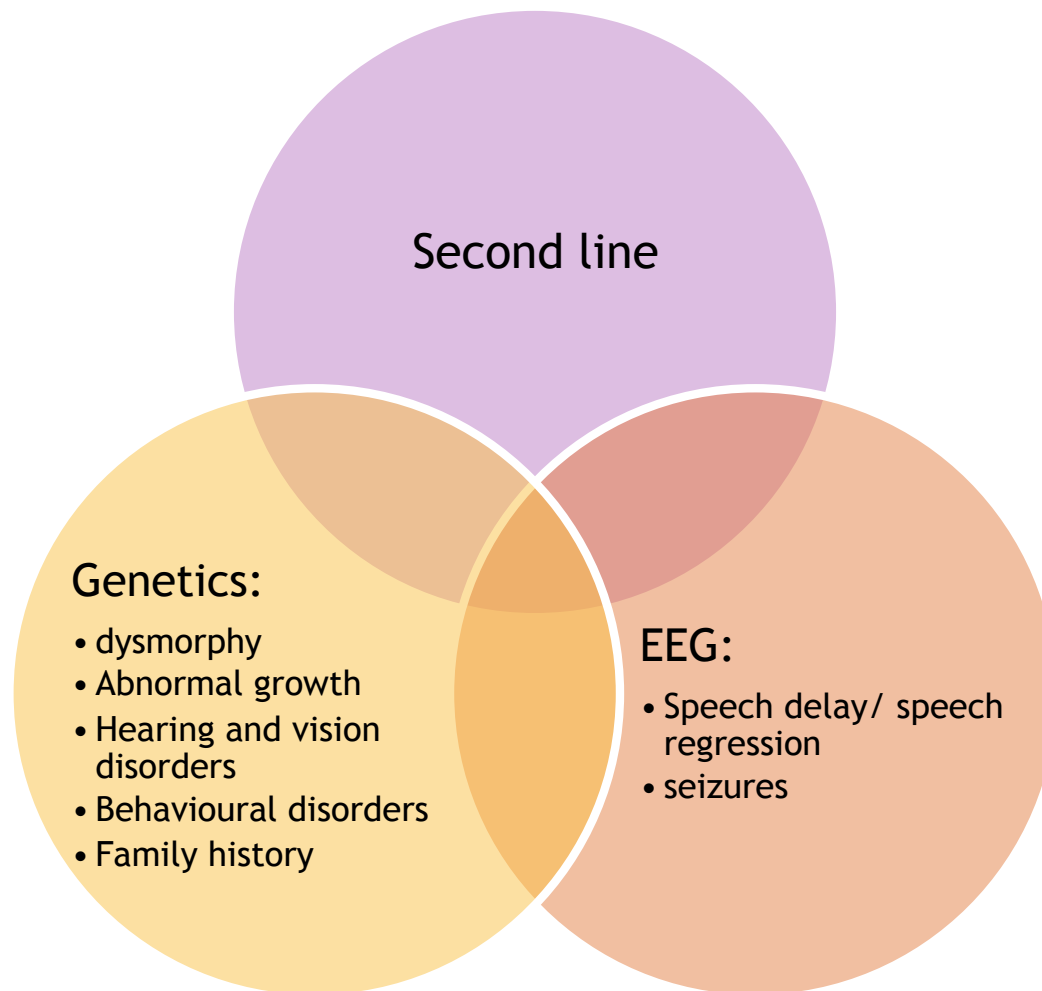 Second line
Genetics:
• dysmorphy
• Abnormal growth
• Hearing and vision
disorders
• Behavioural disorders
• Family history
EEG:
• Speech delay/ speech
regression
• seizures